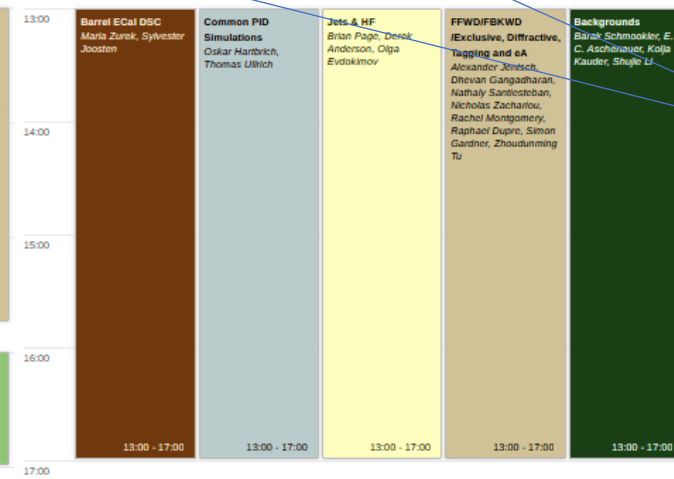 13:00
14:00
15:00
16:00
17:00
Barrel ECal DSC
Maria Zurek, Sylvester
Joosten
13:00 - 17:00
Common PID
Simulations
Oskar Hartbrich,
Thomas Ullrich
13:00 - 17:00
Jets & HF
Brian Page, Derek
Anderson, Olga
Evdokimov
13:00 - 17:00
FFWD/FBKWD
/Exclusive, Diffractive,
Tagging and eA
Alexander Jentsch,
Dhevan Gangadharan,
Nathaly Santiesteban,
Nicholas Zachariou,
Rachel Montgomery,
Raphael Dupre, Simon
Gardner, Zhoudunming
Tu
13:00 - 17:00
Backgrounds
Barak Schmookler, E.
C. Aschenauer, Kolja
Kauder, Shujie Li
13:00 - 17:00